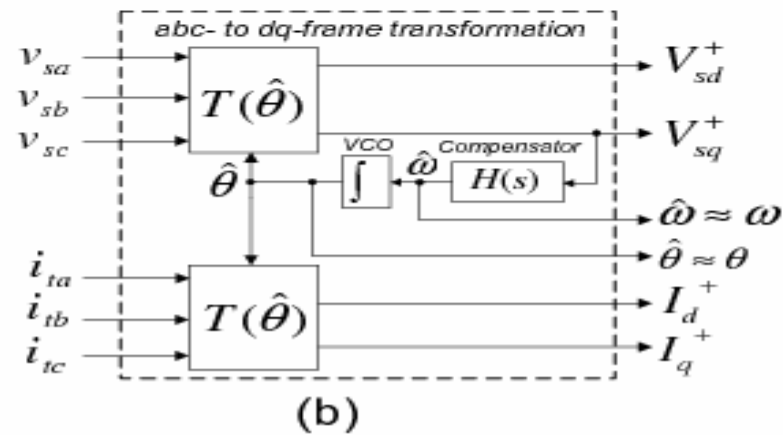 abc- to dq-frame transformation
v_sa
v_sb
v_sc
T(θ̂)
V_sd^+
V_sq^+
VCO
Compensator
θ̂
∫
ω̂
H(s)
ω̂ ≈ ω
θ̂ ≈ θ
i_ta
i_tb
i_tc
T(θ̂)
I_d^+
I_q^+
(b)